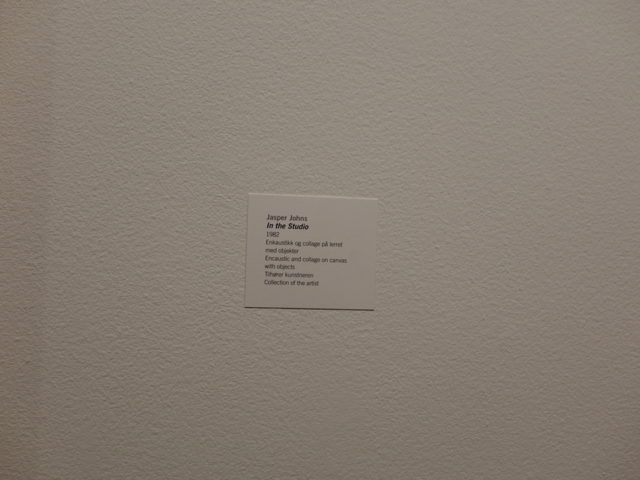 Jasper Johns
In the Studio
1982
Enkaustikk og collage på lerret
med objekter
Encaustic and collage on canvas
with objects
Tilhører kunstneren
Collection of the artist